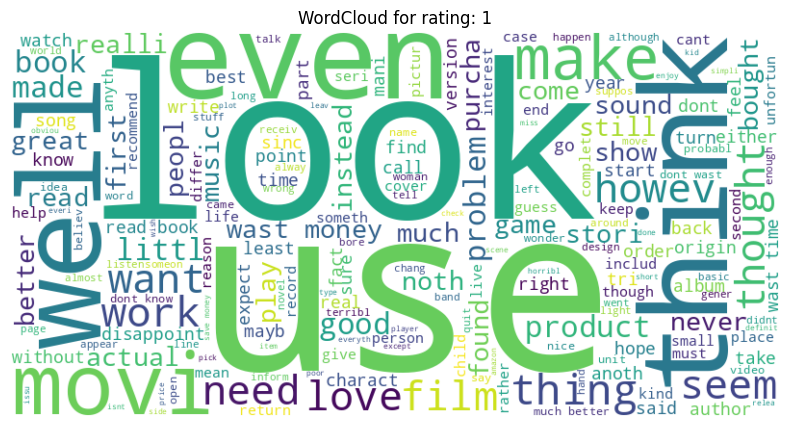 WordCloud for rating: 1
look
use
well
even
think
movi
make
thing
work
want
need
love
film
seem
product
good
thought
howev
realli
book
made
great
watch
know
song
read
first
peopl
music
write
best
differ
recommend
anyth
stuff
long
seri
mani
part
pictur
version
interest
purcha
talk
world
kid
case
happen
although
cant
enjoy
simpli
suppos
come
year
sound
dont
feel
bought
unfortun
end
still
go
show
turn
either
complet
start
move
probabl
miss
left
dont wast
keep
guess
back
second
enough
wast time
idea
help
everi
believ
word
better
read book
littl
wish
almost
listensomeon
dont know
page
disappoint
appear
line
without
actual
mean
pick
open
issu
isnt
side
price
save money
item
inform
reason
life
came
time
point
sinc
receiv
plot
leav
alway
wrong
name
find
call
cover
woman
tell
instead
problem
someth
wast money
much
check
least
bore
fact
sure
expect
play
novel
record
real
type
terribl
mayb
noth
live
found
chang
band
quit
player
everyth
except
person
give
poor
charact
return
child
say
amazon
rather
game
stori
wonder
around
design
done
scene
order
origin
includ
tri
short
album
basic
gener
though
right
horribl
light
went
never
didnt
definit
small
must
place
hope
unit
nice
take
anoth
video
kind
said
author
much better
hand
relea
obviou